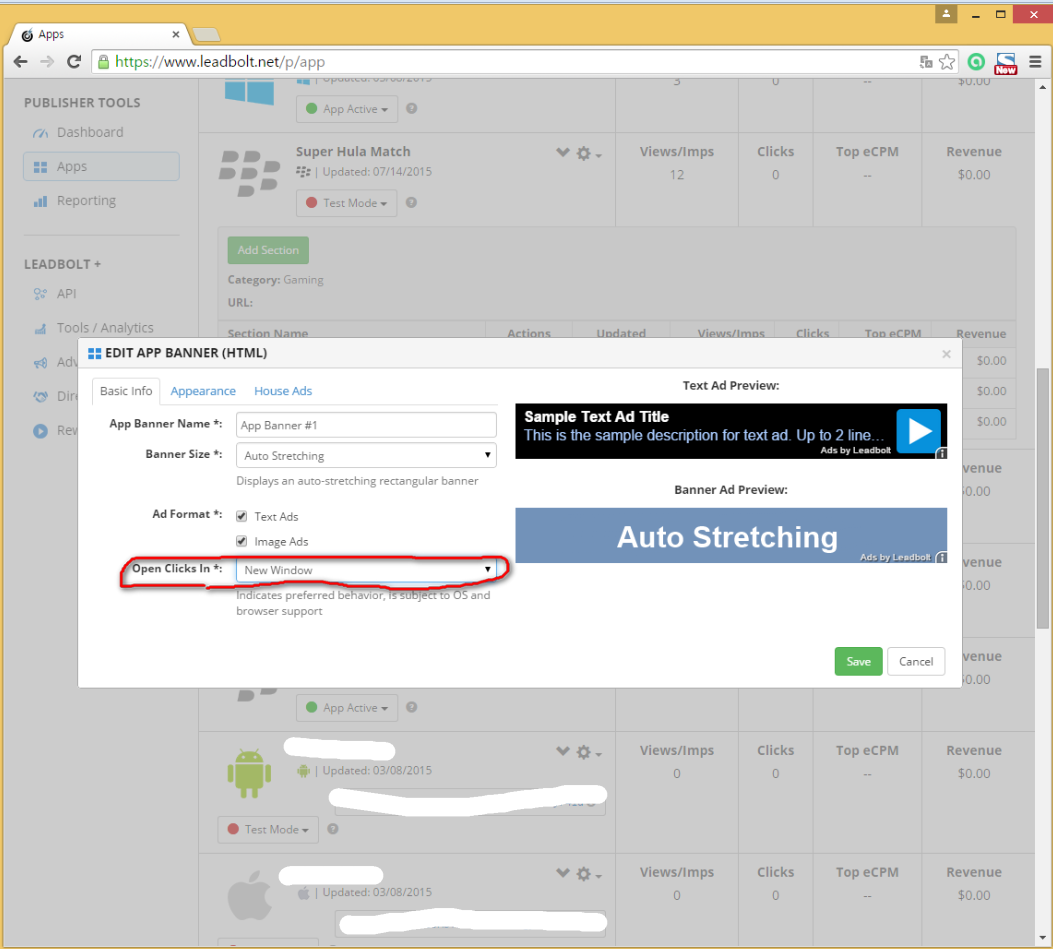 Apps
https://www.leadbolt.net/p/app
New
PUBLISHER TOOLS
Dashboard
Apps
Reporting
LEADBOLT +
API
Tools / Analytics
Adv
Dire
Rew
| Updated: 03/08/2015
3
0
--
$0.00
App Active
Super Hula Match
| Updated: 07/14/2015
Test Mode
Views/Imps
Clicks
Top eCPM
Revenue
12
0
--
$0.00
Add Section
Category: Gaming
URL:
Section Name
Actions
Updated
Views/Imps
Clicks
Top eCPM
Revenue
$0.00
$0.00
$0.00
EDIT APP BANNER (HTML)
Basic Info
Appearance
House Ads
App Banner Name *:
App Banner #1
Banner Size *:
Auto Stretching
Displays an auto-stretching rectangular banner
Ad Format *:
Text Ads
Image Ads
Open Clicks In *:
New Window
Indicates preferred behavior, is subject to OS and
browser support
Text Ad Preview:
Sample Text Ad Title
This is the sample description for text ad. Up to 2 line...
Ads by Leadbolt
Banner Ad Preview:
Auto Stretching
Ads by Leadbolt
Save
Cancel
venue
$0.00
venue
$0.00
venue
$0.00
App Active
| Updated: 03/08/2015
Test Mode
Views/Imps
Clicks
Top eCPM
Revenue
0
0
--
$0.00
| Updated: 03/08/2015
Views/Imps
Clicks
Top eCPM
Revenue
0
0
--
$0.00